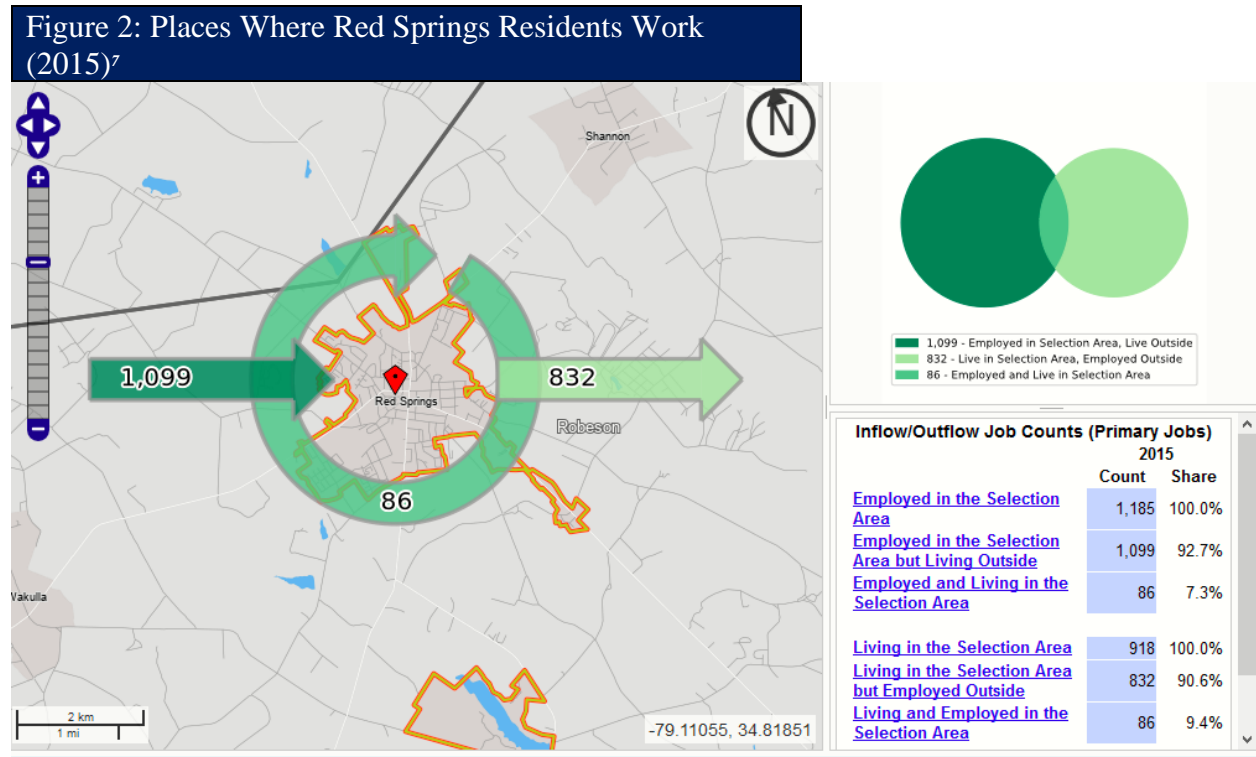 Figure 2: Places Where Red Springs Residents Work
(2015)⁷
Shannon
N
1,099
832
Red Springs
Robeson
86
Wakulla
2 km
1 mi
-79.11055, 34.81851
1,099 - Employed in Selection Area, Live Outside
832 - Live in Selection Area, Employed Outside
86 - Employed and Live in Selection Area
Inflow/Outflow Job Counts (Primary Jobs)
2015
Count Share
Employed in the Selection
Area 1,185 100.0%
Employed in the Selection
Area but Living Outside 1,099 92.7%
Employed and Living in the
Selection Area 86 7.3%
Living in the Selection Area 918 100.0%
Living in the Selection Area
but Employed Outside 832 90.6%
Living and Employed in the
Selection Area 86 9.4%